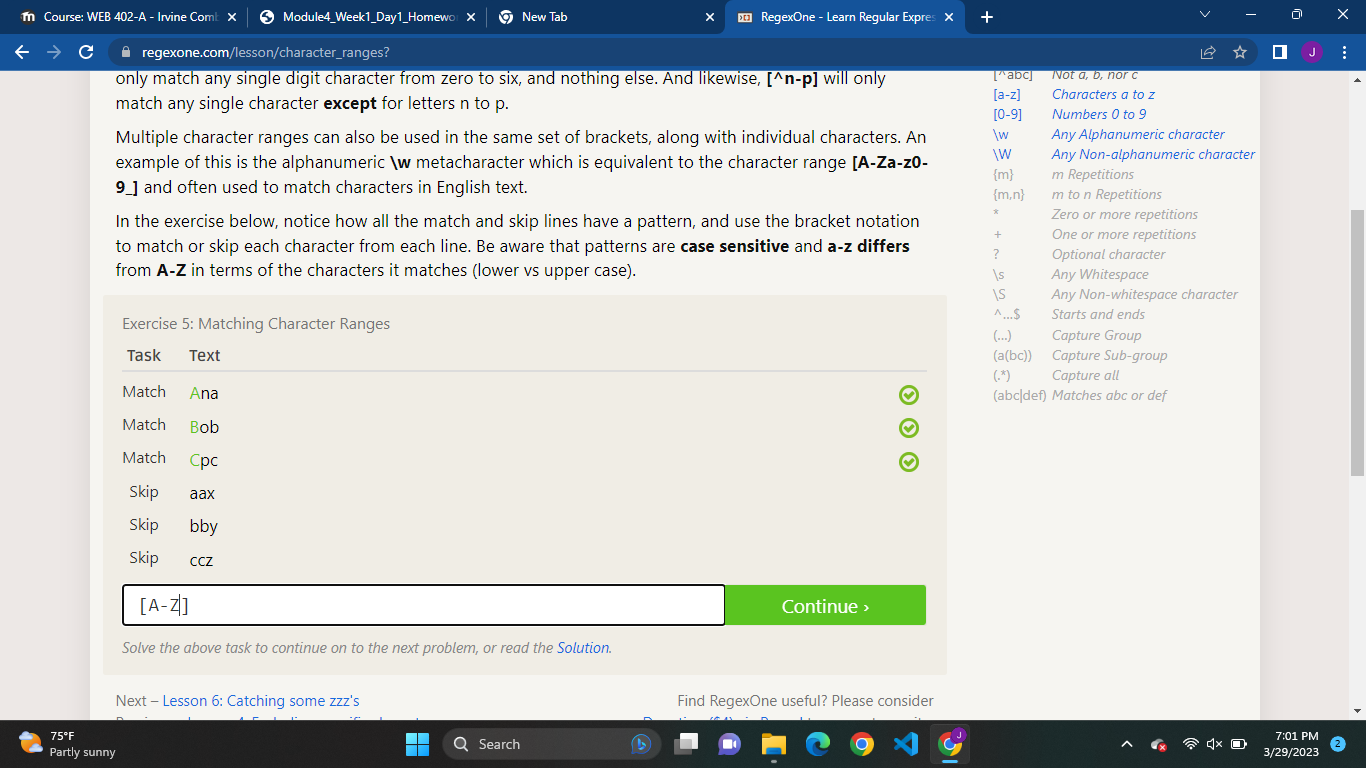 Course: WEB 402-A - Irvine Comb
Module4_Week1_Day1_Homewo
New Tab
RegexOne - Learn Regular Expres
regexone.com/lesson/character_ranges?
J
only match any single digit character from zero to six, and nothing else. And likewise, [^n-p] will only
match any single character except for letters n to p.
Multiple character ranges can also be used in the same set of brackets, along with individual characters. An
example of this is the alphanumeric \w metacharacter which is equivalent to the character range [A-Za-z0-
9_] and often used to match characters in English text.
In the exercise below, notice how all the match and skip lines have a pattern, and use the bracket notation
to match or skip each character from each line. Be aware that patterns are case sensitive and a-z differs
from A-Z in terms of the characters it matches (lower vs upper case).
Exercise 5: Matching Character Ranges
Task Text
Match Ana
Match Bob
Match Cpc
Skip aax
Skip bby
Skip ccz
[A-Z]
Continue ›
Solve the above task to continue on to the next problem, or read the Solution.
Next – Lesson 6: Catching some zzz's
Find RegexOne useful? Please consider
[^abc] Not a, b, nor c
[a-z] Characters a to z
[0-9] Numbers 0 to 9
\w Any Alphanumeric character
\W Any Non-alphanumeric character
{m} m Repetitions
{m,n} m to n Repetitions
* Zero or more repetitions
+ One or more repetitions
? Optional character
\s Any Whitespace
\S Any Non-whitespace character
^…$ Starts and ends
(…) Capture Group
(a(bc)) Capture Sub-group
(.*) Capture all
(abc|def) Matches abc or def
75°F
Partly sunny
Search
J
7:01 PM
3/29/2023
2